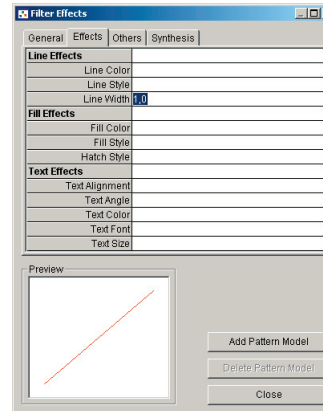 Filter Effects
General Effects Others Synthesis
Line Effects
Line Color
Line Style
Line Width 1,0
Fill Effects
Fill Color
Fill Style
Hatch Style
Text Effects
Text Alignment
Text Angle
Text Color
Text Font
Text Size
Preview
Add Pattern Model
Delete Pattern Model
Close